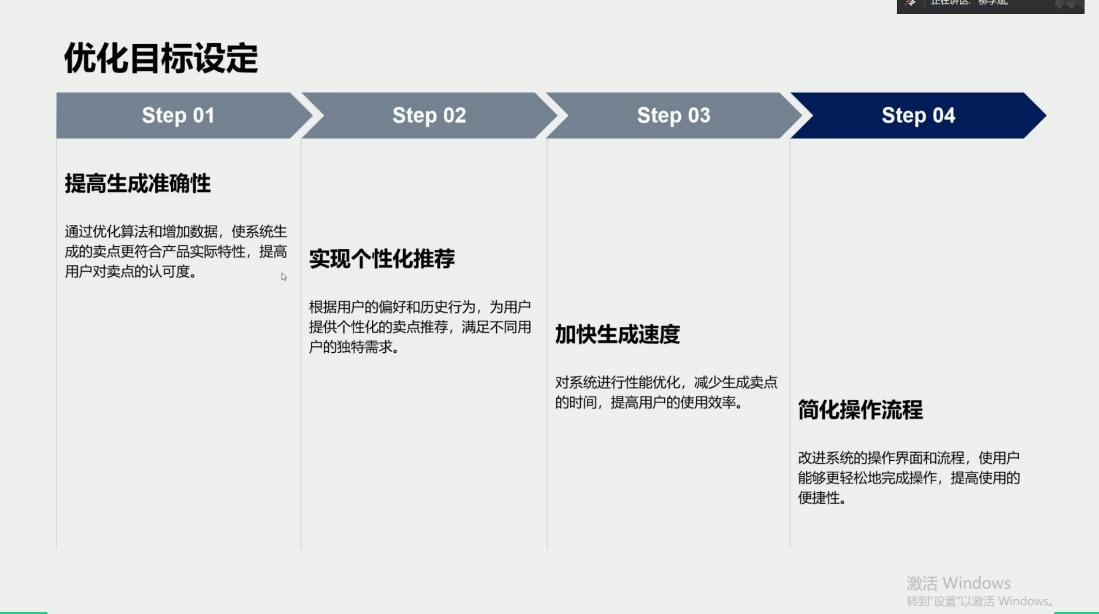 正在讲话:
优化目标设定
Step 01
Step 02
Step 03
Step 04
提高生成准确性
通过优化算法和增加数据，使系统生
成的卖点更符合产品实际特性，提高
用户对卖点的认可度。
实现个性化推荐
根据用户的偏好和历史行为，为用户
提供个性化的卖点推荐，满足不同用
户的独特需求。
加快生成速度
对系统进行性能优化，减少生成卖点
的时间，提高用户的使用效率。
简化操作流程
改进系统的操作界面和流程，使用户
能够更轻松地完成操作，提高使用的
便捷性。
激活 Windows
转到"设置"以激活 Windows。